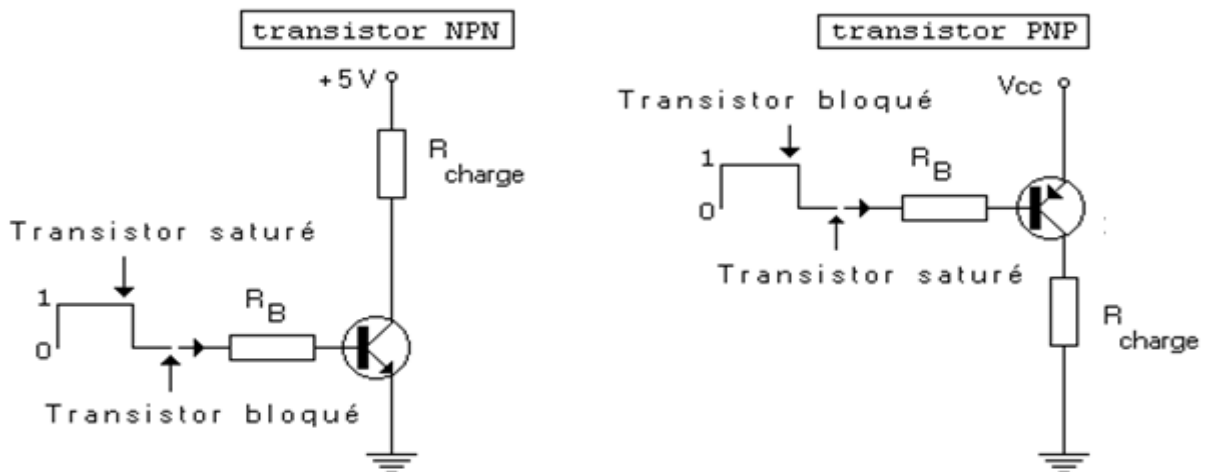 transistor NPN
+5V
R
charge
Transistor saturé
1
0
R
B
Transistor bloqué
transistor PNP
Vcc
Transistor bloqué
1
0
R
B
Transistor saturé
R
charge